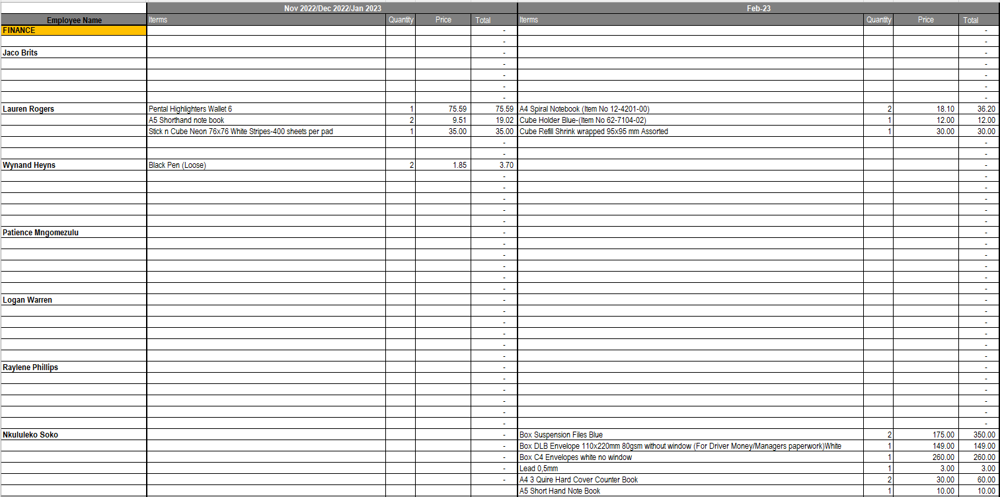 Nov 2022/Dec 2022/Jan 2023 Feb-23
Employee Name Iterms Quantity Price Total Iterms Quantity Price Total
FINANCE - -
- -
Jaco Brits - -
- -
- -
- -
- -
Lauren Rogers Pental Highlighters Wallet 6 1 75.59 75.59 A4 Spiral Notebook (Item No 12-4201-00) 2 18.10 36.20
A5 Shorthand note book 2 9.51 19.02 Cube Holder Blue-(Item No 62-7104-02) 1 12.00 12.00
Stick n Cube Neon 76x76 White Stripes-400 sheets per pad 1 35.00 35.00 Cube Refill Shrink wrapped 95x95 mm Assorted 1 30.00 30.00
- -
- -
Wynand Heyns Black Pen (Loose) 2 1.85 3.70 -
- -
- -
- -
- -
- -
Patience Mngomezulu - -
- -
- -
- -
- -
- -
Logan Warren - -
- -
- -
- -
- -
- -
Raylene Phillips - -
- -
- -
- -
- -
- -
Nkululeko Soko - Box Suspension Files Blue 2 175.00 350.00
- Box DLB Envelope 110x220mm 80gsm without window (For Driver Money/Managers paperwork)White 1 149.00 149.00
- Box C4 Envelopes white no window 1 260.00 260.00
- Lead 0,5mm 1 3.00 3.00
- A4 3 Quire Hard Cover Counter Book 2 30.00 60.00
A5 Short Hand Note Book 1 10.00 10.00